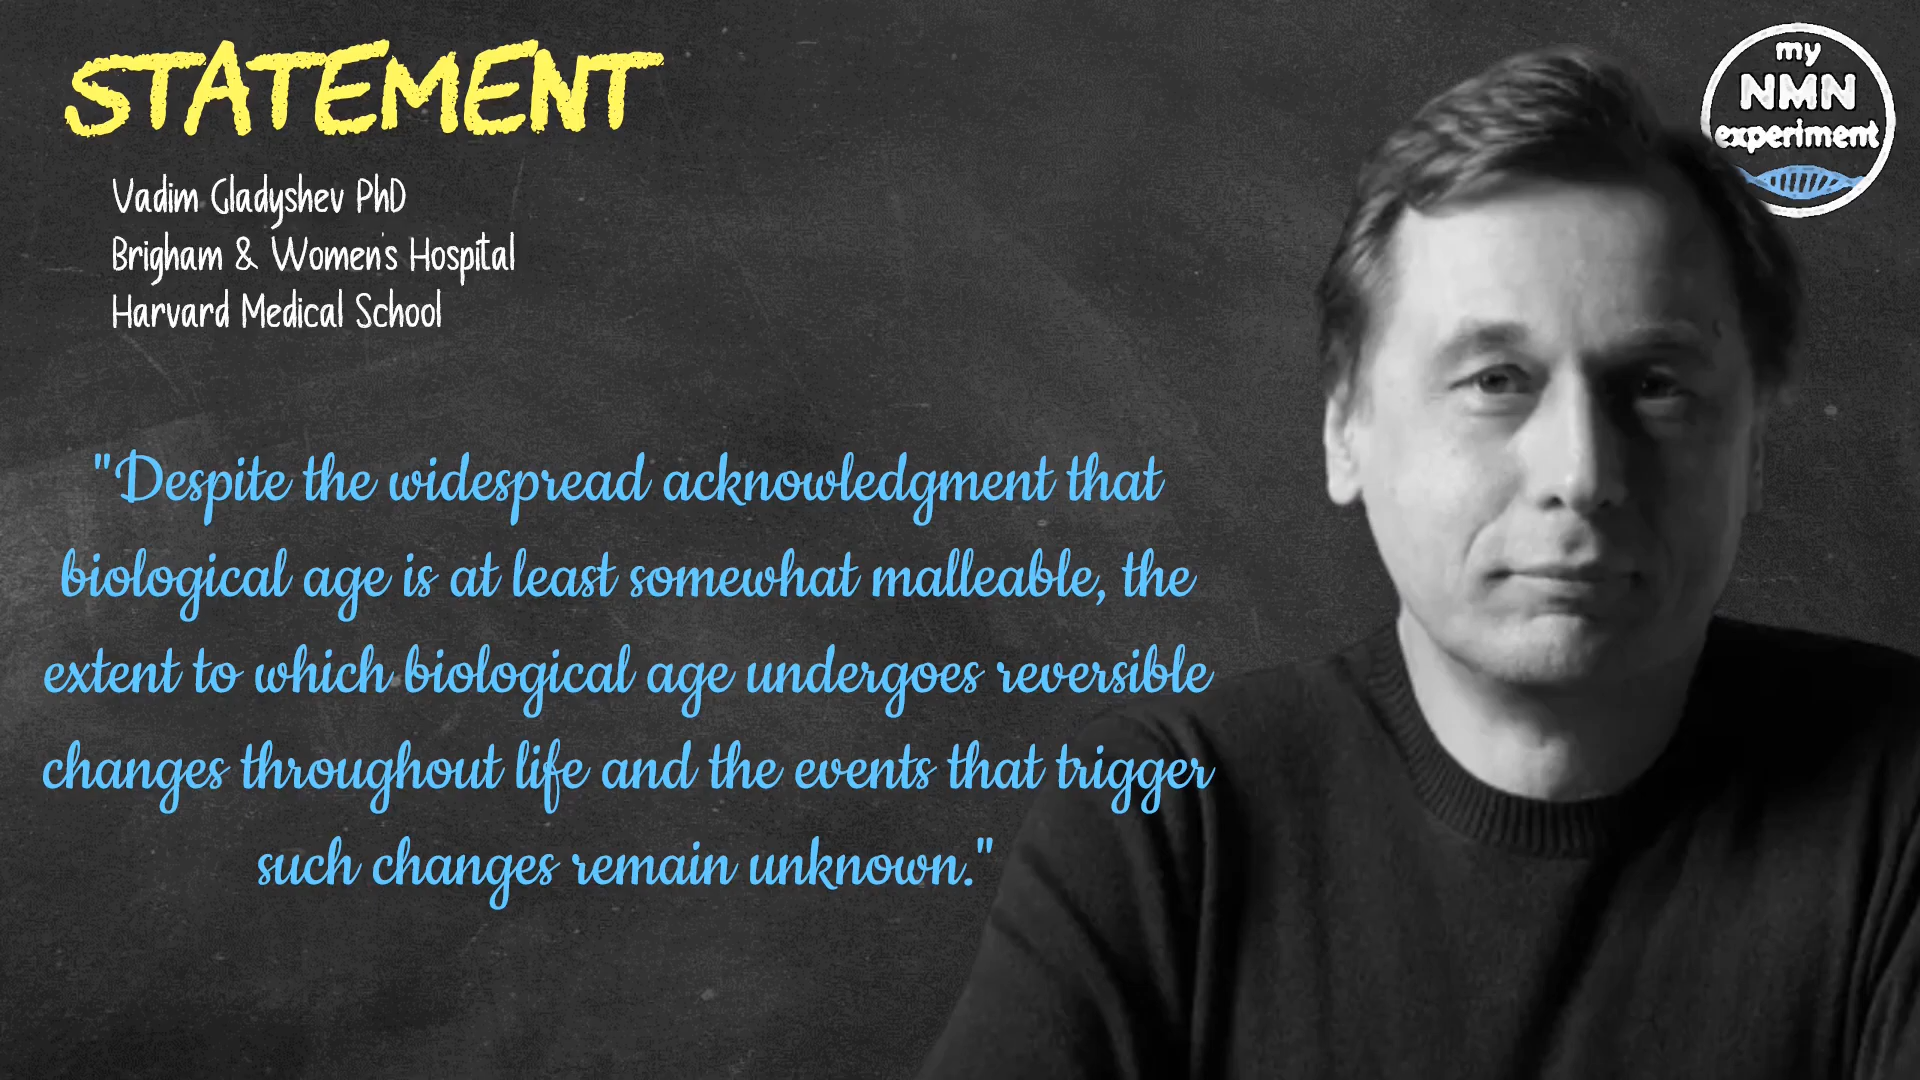 STATEMENT
my
NMN
experiment
Vadim Gladyshev PhD
Brigham & Women's Hospital
Harvard Medical School
"Despite the widespread acknowledgment that
biological age is at least somewhat malleable, the
extent to which biological age undergoes reversible
changes throughout life and the events that trigger
such changes remain unknown."